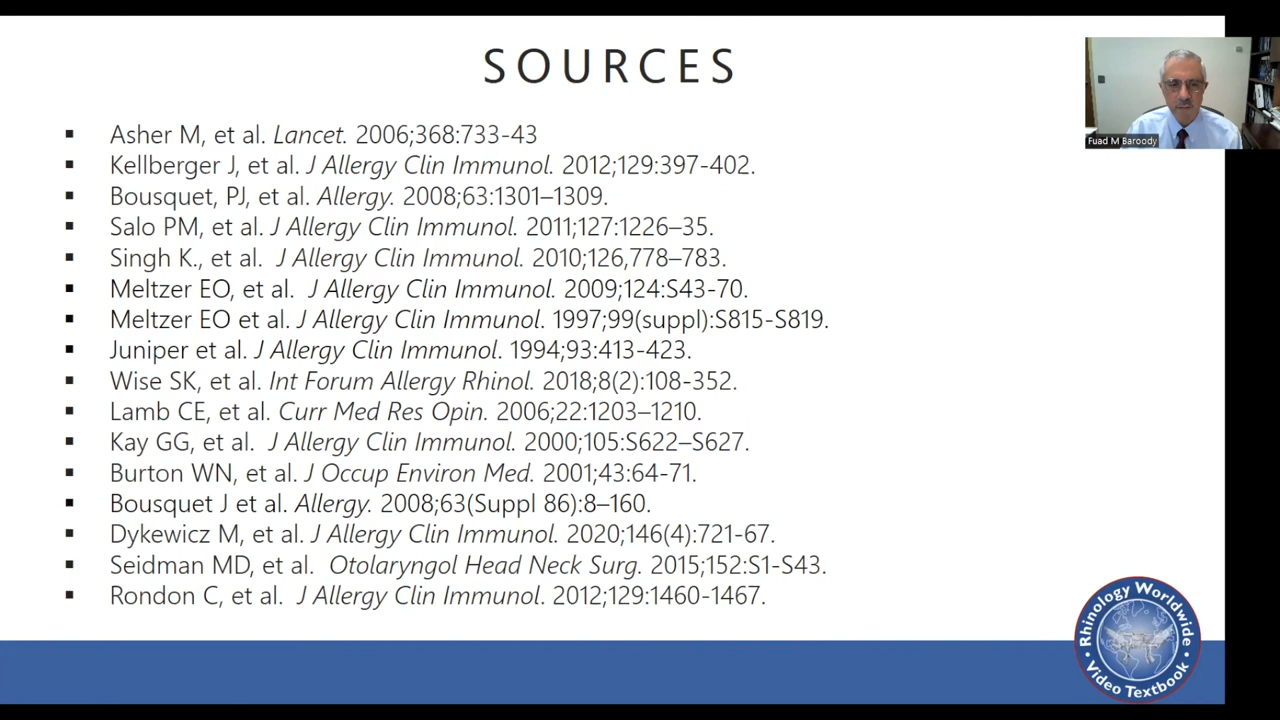 SOURCES
Fuad M Baroody
▪ Asher M, et al. Lancet. 2006;368:733-43
▪ Kellberger J, et al. J Allergy Clin Immunol. 2012;129:397-402.
▪ Bousquet, PJ, et al. Allergy. 2008;63:1301–1309.
▪ Salo PM, et al. J Allergy Clin Immunol. 2011;127:1226–35.
▪ Singh K., et al. J Allergy Clin Immunol. 2010;126,778–783.
▪ Meltzer EO, et al. J Allergy Clin Immunol. 2009;124:S43-70.
▪ Meltzer EO et al. J Allergy Clin Immunol. 1997;99(suppl):S815-S819.
▪ Juniper et al. J Allergy Clin Immunol. 1994;93:413-423.
▪ Wise SK, et al. Int Forum Allergy Rhinol. 2018;8(2):108-352.
▪ Lamb CE, et al. Curr Med Res Opin. 2006;22:1203–1210.
▪ Kay GG, et al. J Allergy Clin Immunol. 2000;105:S622–S627.
▪ Burton WN, et al. J Occup Environ Med. 2001;43:64-71.
▪ Bousquet J et al. Allergy. 2008;63(Suppl 86):8–160.
▪ Dykewicz M, et al. J Allergy Clin Immunol. 2020;146(4):721-67.
▪ Seidman MD, et al. Otolaryngol Head Neck Surg. 2015;152:S1-S43.
▪ Rondon C, et al. J Allergy Clin Immunol. 2012;129:1460-1467.
Rhinology Worldwide
Video Textbook